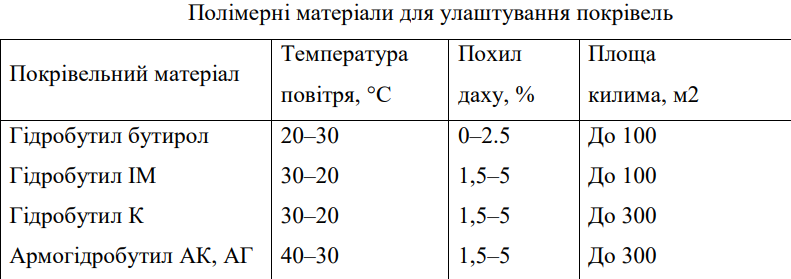 Полімерні матеріали для улаштування покрівель
Покрівельний матеріал Температура повітря, °С Похил даху, % Площа килима, м2
Гідробутил бутирол 20–30 0–2.5 До 100
Гідробутил ІМ 30–20 1,5–5 До 100
Гідробутил К 30–20 1,5–5 До 300
Армогідробутил АК, АГ 40–30 1,5–5 До 300